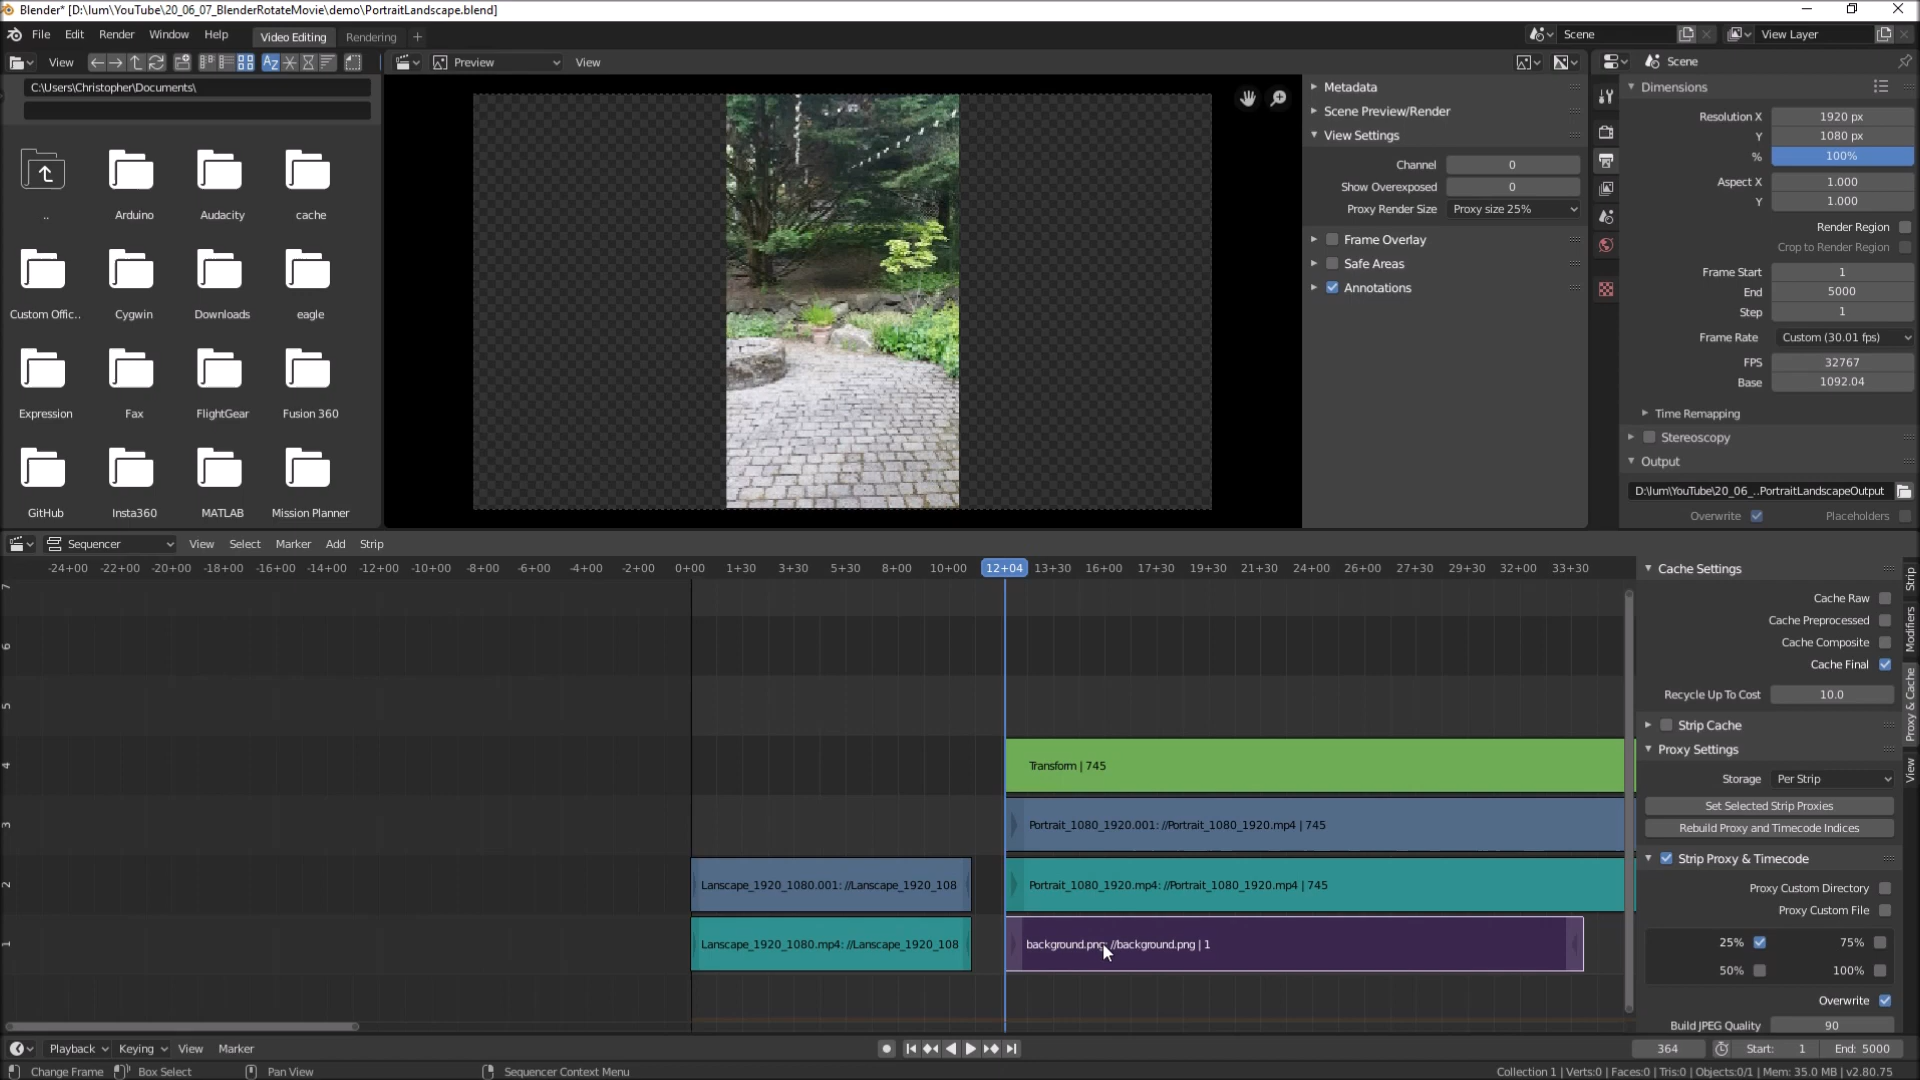 Blender* [D:\lum\YouTube\20_06_07_BlenderRotateMovie\demo\PortraitLandscape.blend]
File Edit Render Window Help Video Editing Rendering + Scene View Layer
View Preview View Scene
C:\Users\Christopher\Documents\
.. Arduino Audacity cache
Custom Offic.. Cygwin Downloads eagle
Expression Fax FlightGear Fusion 360
GitHub Insta360 MATLAB Mission Planner
Metadata
Scene Preview/Render
View Settings
Channel 0
Show Overexposed 0
Proxy Render Size Proxy size 25%
Frame Overlay
Safe Areas
Annotations
Dimensions
Resolution X 1920 px
Y 1080 px
% 100%
Aspect X 1.000
Y 1.000
Render Region
Crop to Render Region
Frame Start 1
End 5000
Step 1
Frame Rate Custom (30.01 fps)
FPS 32767
Base 1092.04
Time Remapping
Stereoscopy
Output
D:\lum\YouTube\20_06_..PortraitLandscapeOutput
Overwrite Placeholders
Sequencer View Select Marker Add Strip
-24+00 -22+00 -20+00 -18+00 -16+00 -14+00 -12+00 -10+00 -8+00 -6+00 -4+00 -2+00 0+00 1+30 3+30 5+30 8+00 10+00 12+04 13+30 16+00 17+30 19+30 21+30 24+00 26+00 27+30 29+30 32+00 33+30
7
6
5
4
3
2
1
Transform | 745
Portrait_1080_1920.001: //Portrait_1080_1920.mp4 | 745
Lanscape_1920_1080.001: //Lanscape_1920_108
Portrait_1080_1920.mp4: //Portrait_1080_1920.mp4 | 745
Lanscape_1920_1080.mp4: //Lanscape_1920_108
background.png: //background.png | 1
Cache Settings
Cache Raw
Cache Preprocessed
Cache Composite
Cache Final
Recycle Up To Cost 10.0
Strip Cache
Proxy Settings
Storage Per Strip
Set Selected Strip Proxies
Rebuild Proxy and Timecode Indices
Strip Proxy & Timecode
Proxy Custom Directory
Proxy Custom File
25% 75%
50% 100%
Overwrite
Build JPEG Quality 90
Strip
Modifiers
Proxy & Cache
View
Playback Keying View Marker 364 Start: 1 End: 5000
Change Frame Box Select Pan View Sequencer Context Menu Collection 1 | Verts:0 | Faces:0 | Tris:0 | Objects:0/1 | Mem: 35.0 MB | v2.80.75